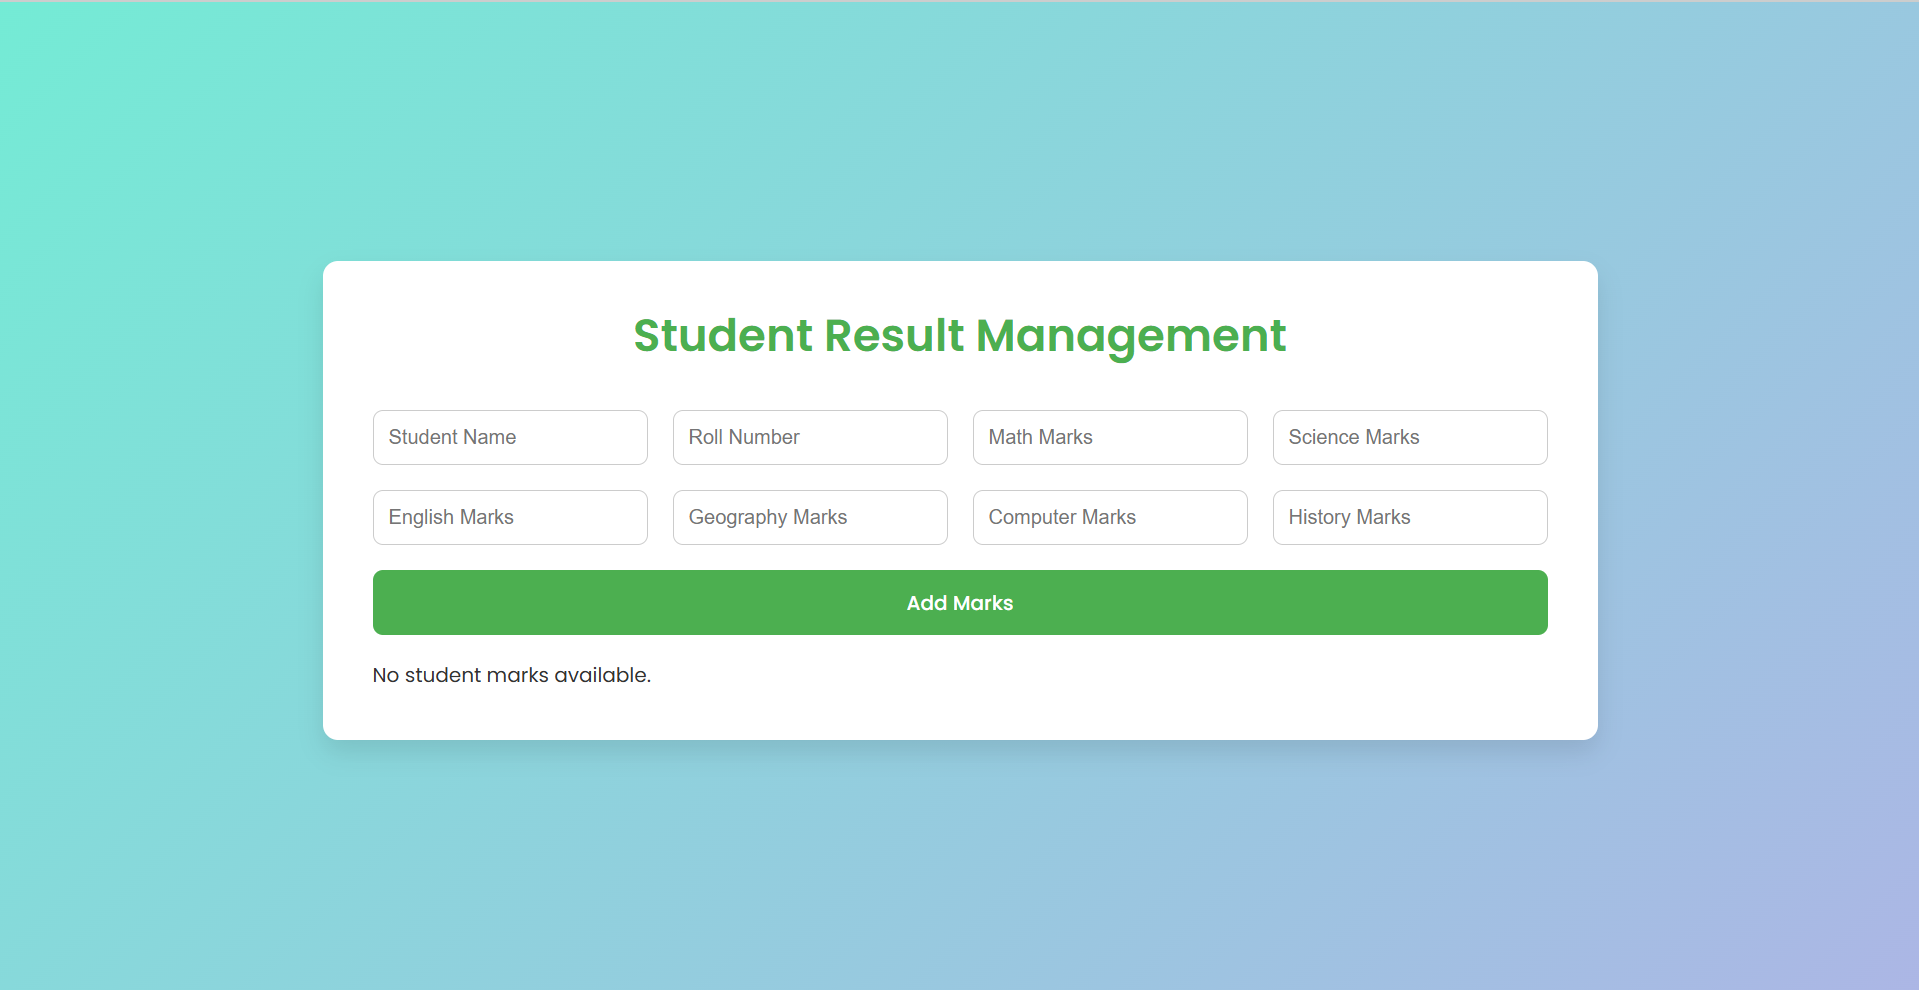 Student Result Management
Student Name Roll Number Math Marks Science Marks
English Marks Geography Marks Computer Marks History Marks
Add Marks
No student marks available.